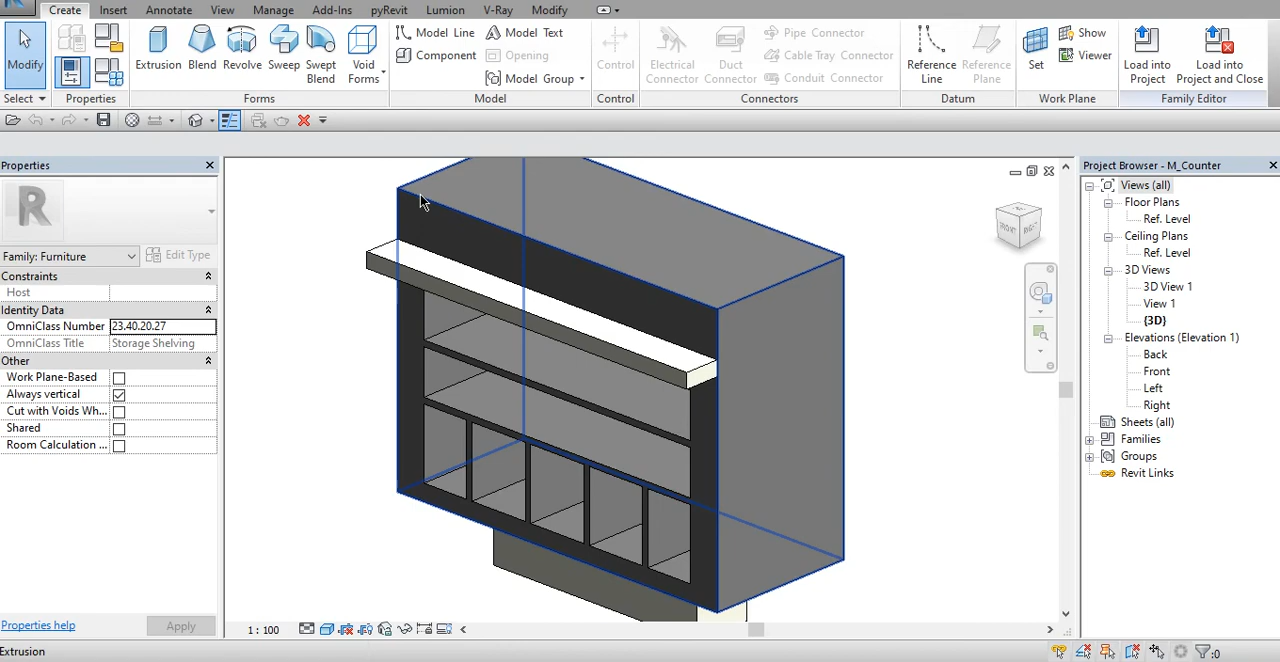 Create Insert Annotate View Manage Add-Ins pyRevit Lumion V-Ray Modify
Modify
Select
Properties
Extrusion Blend Revolve Sweep Swept Blend Void Forms
Forms
Model Line Model Text
Component Opening
Model Group
Model
Control
Control
Electrical Connector Duct Connector
Pipe Connector
Cable Tray Connector
Conduit Connector
Connectors
Reference Line Reference Plane
Datum
Set Show
Viewer
Work Plane
Load into Project Load into Project and Close
Family Editor
Properties
R
Family: Furniture Edit Type
Constraints
Host
Identity Data
OmniClass Number 23.40.20.27
OmniClass Title Storage Shelving
Other
Work Plane-Based
Always vertical
Cut with Voids Wh...
Shared
Room Calculation ...
Properties help Apply
FRONT RIGHT
1 : 100
Project Browser - M_Counter
Views (all)
Floor Plans
Ref. Level
Ceiling Plans
Ref. Level
3D Views
3D View 1
View 1
{3D}
Elevations (Elevation 1)
Back
Front
Left
Right
Sheets (all)
Families
Groups
Revit Links
Extrusion :0